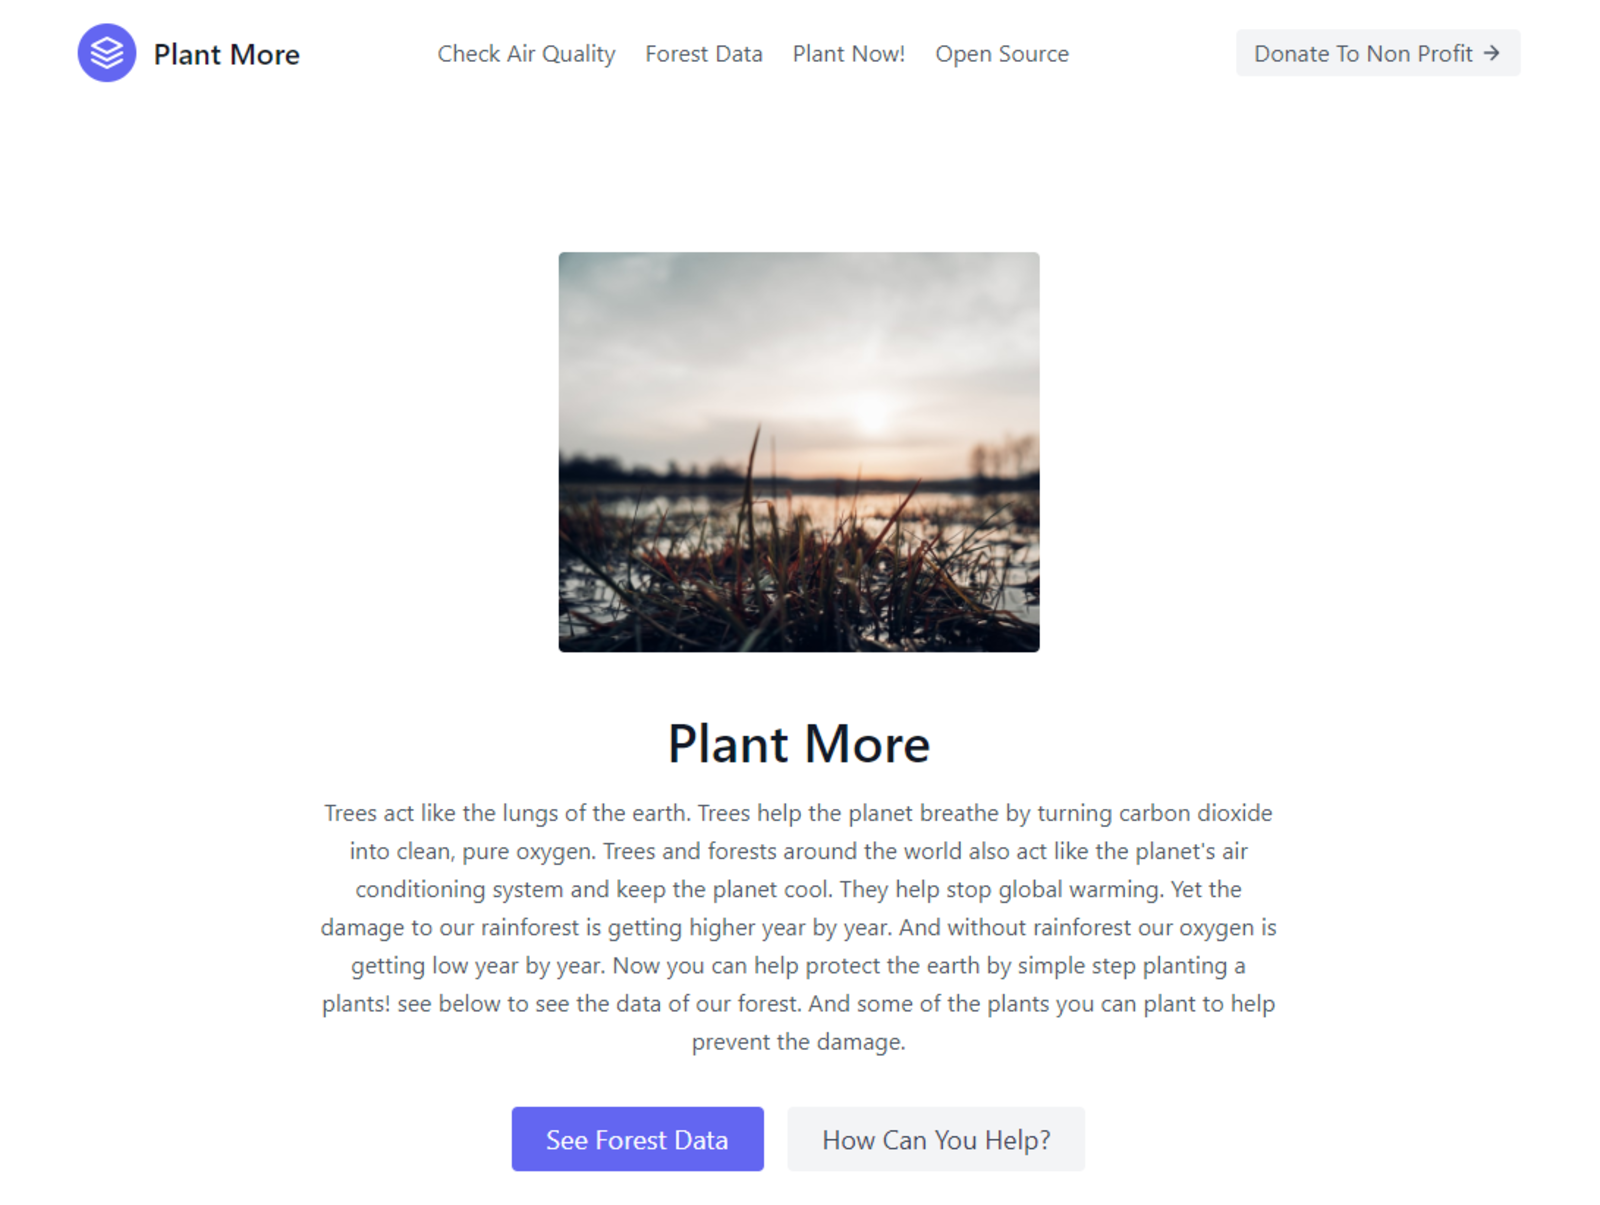 Plant More
Check Air Quality
Forest Data
Plant Now!
Open Source
Donate To Non Profit →
Plant More
Trees act like the lungs of the earth. Trees help the planet breathe by turning carbon dioxide
into clean, pure oxygen. Trees and forests around the world also act like the planet's air
conditioning system and keep the planet cool. They help stop global warming. Yet the
damage to our rainforest is getting higher year by year. And without rainforest our oxygen is
getting low year by year. Now you can help protect the earth by simple step planting a
plants! see below to see the data of our forest. And some of the plants you can plant to help
prevent the damage.
See Forest Data
How Can You Help?